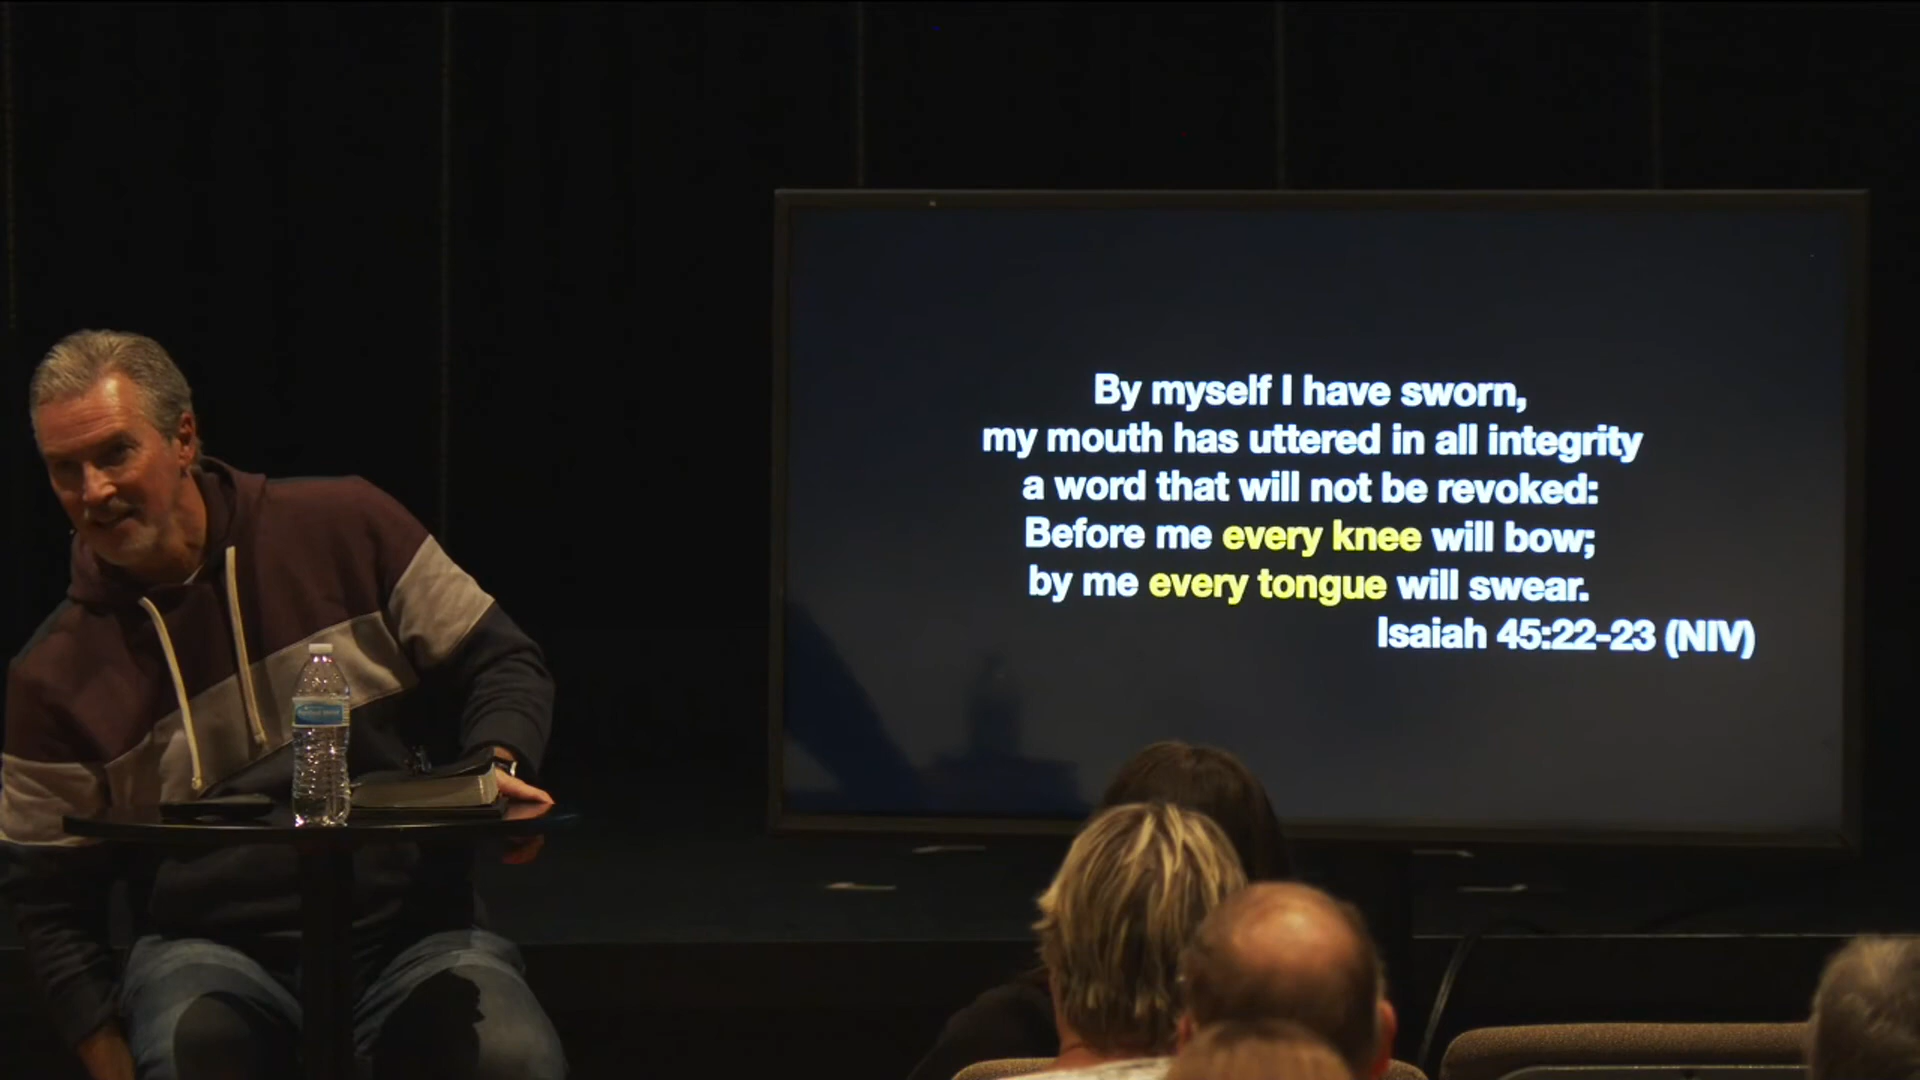 By myself I have sworn,
my mouth has uttered in all integrity
a word that will not be revoked:
Before me every knee will bow;
by me every tongue will swear.
Isaiah 45:22-23 (NIV)